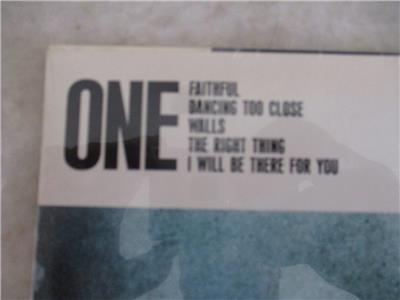 ONE
FAITHFUL
DANCING TOO CLOSE
WALLS
THE RIGHT THING
I WILL BE THERE FOR YOU